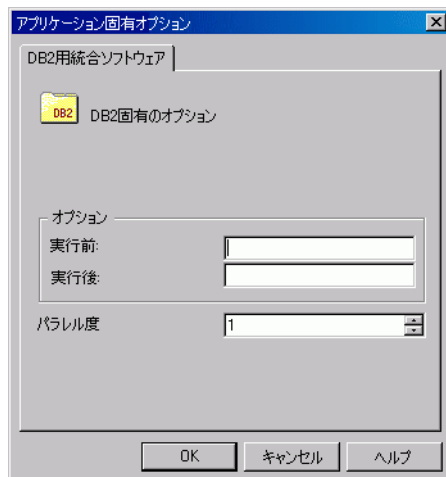 アプリケーション固有オプション
DB2用統合ソフトウェア
DB2
DB2固有のオプション
オプション
実行前:
実行後:
パラレル度
1
OK
キャンセル
ヘルプ